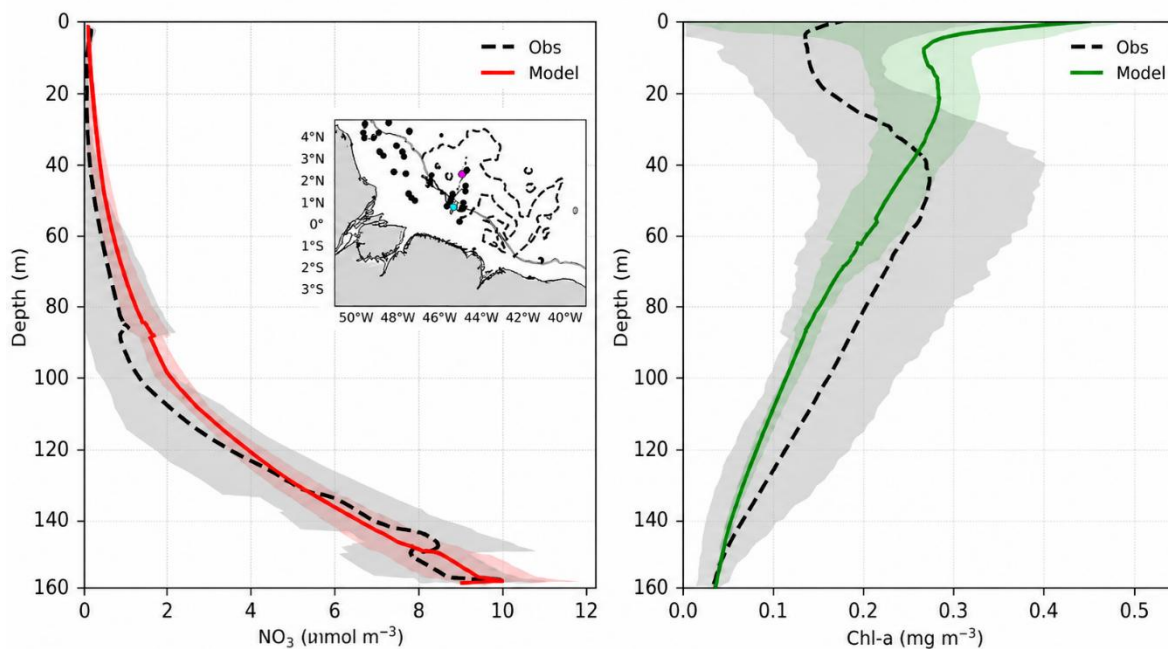 0
20
40
60
80
100
120
140
160
Depth (m)
0
2
4
6
8
10
12
NO₃ (mmol m⁻³)
Obs
Model
4°N
3°N
2°N
1°N
0°
1°S
2°S
3°S
50°W 48°W 46°W 44°W 42°W 40°W
0
20
40
60
80
100
120
140
160
Depth (m)
0.0
0.1
0.2
0.3
0.4
0.5
Chl-a (mg m⁻³)
Obs
Model